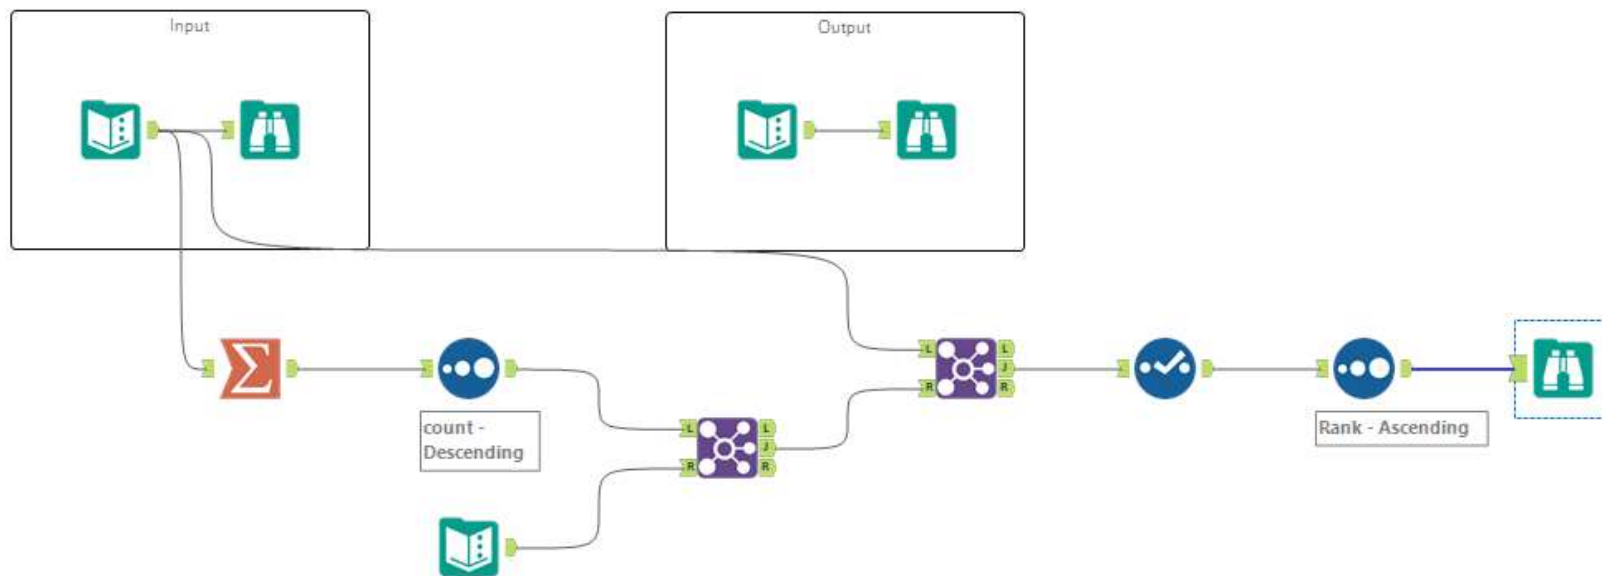 Input
Output
L
R
L
J
R
count -
Descending
L
R
L
J
R
Rank - Ascending